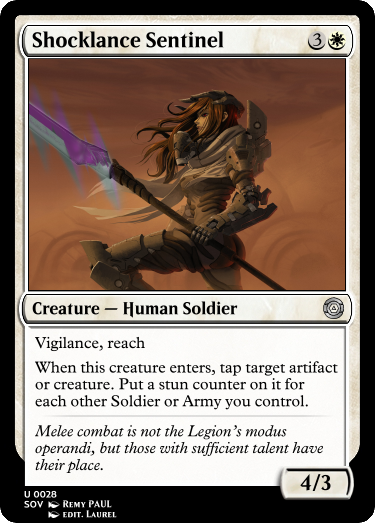 Shocklance Sentinel 3
Creature — Human Soldier
Vigilance, reach
When this creature enters, tap target artifact
or creature. Put a stun counter on it for
each other Soldier or Army you control.
Melee combat is not the Legion's modus
operandi, but those with sufficient talent have
their place.
4/3
U 0028
SOV Remy PAUL
edit. Laurel